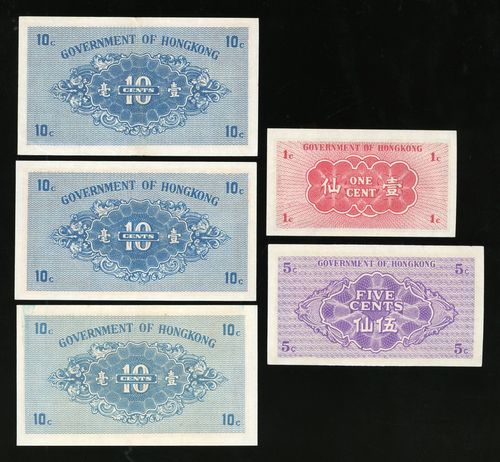 10c 10c
GOVERNMENT OF HONGKONG
毫 10 CENTS 壹
10c 10c
10c 10c
GOVERNMENT OF HONGKONG
毫 10 CENTS 壹
10c 10c
10c 10c
GOVERNMENT OF HONGKONG
毫 10 CENTS 壹
10c 10c
GOVERNMENT OF HONGKONG
1c 1c
仙 ONE CENT 壹
1c 1c
GOVERNMENT OF HONGKONG
5c 5c
FIVE
CENTS
仙伍
5c 5c